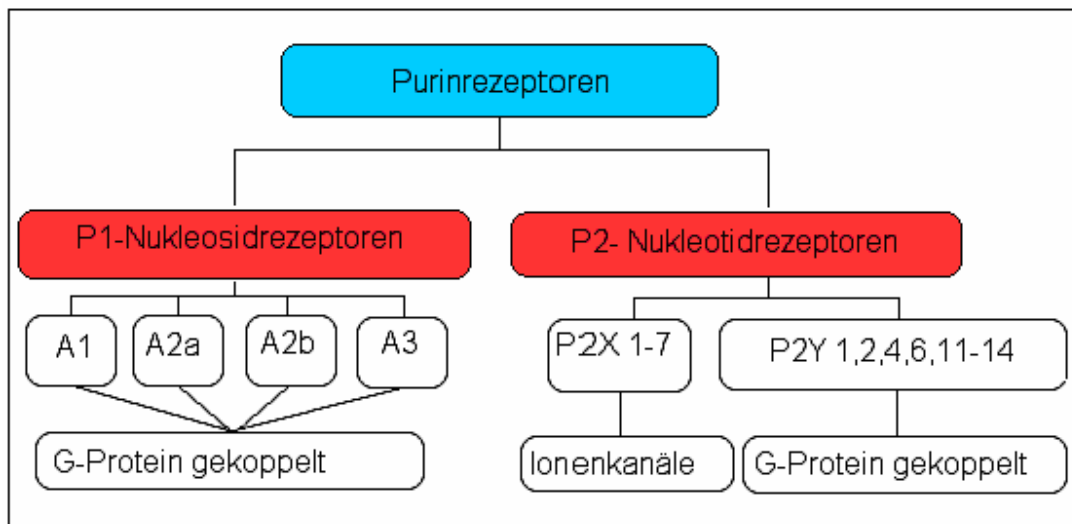 Purinrezeptoren
P1-Nukleosidrezeptoren
P2- Nukleotidrezeptoren
A1
A2a
A2b
A3
P2X 1-7
P2Y 1,2,4,6,11-14
G-Protein gekoppelt
Ionenkanäle
G-Protein gekoppelt